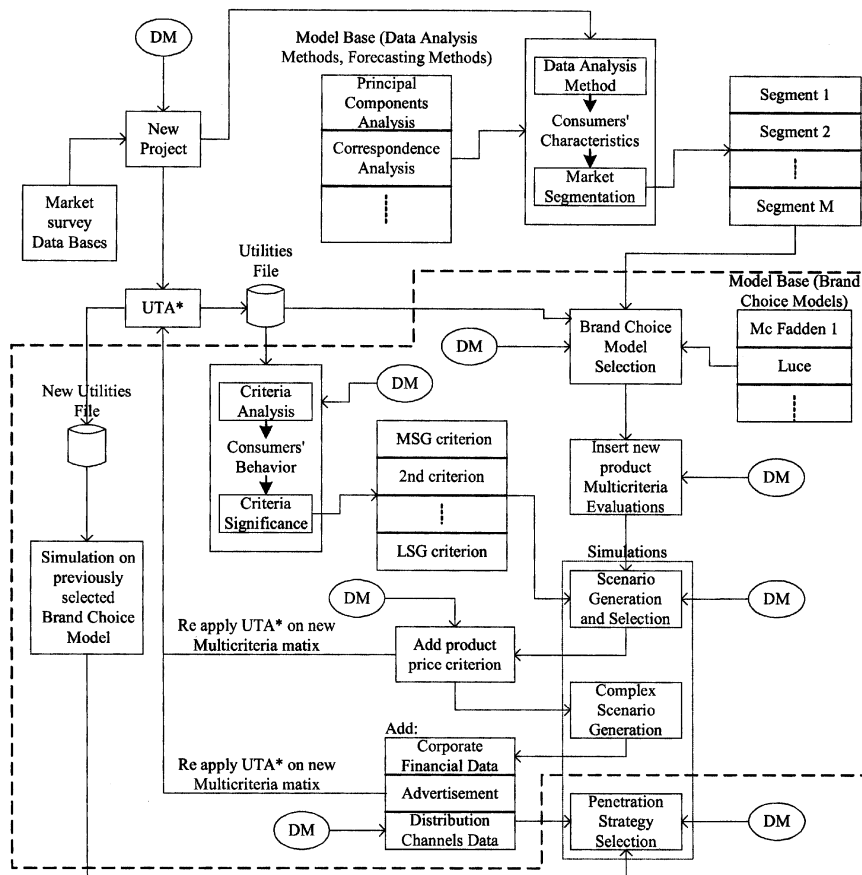 DM
New
Project
Market
survey
Data Bases
Model Base (Data Analysis
Methods, Forecasting Methods)
Principal
Components
Analysis
Correspondence
Analysis
Data Analysis
Method
Consumers'
Characteristics
Market
Segmentation
Segment 1
Segment 2
Segment M
UTA*
Utilities
File
Model Base (Brand
Choice Models)
Mc Fadden 1
Luce
Brand Choice
Model
Selection
DM
DM
New Utilities
File
Criteria
Analysis
Consumers'
Behavior
Criteria
Significance
MSG criterion
2nd criterion
LSG criterion
Insert new
product
Multicriteria
Evaluations
DM
Simulation on
previously
selected
Brand Choice
Model
Simulations
Scenario
Generation
and Selection
DM
DM
Re apply UTA* on new
Multicriteria matix
Add product
price criterion
Complex
Scenario
Generation
Add:
Corporate
Financial Data
Advertisement
Distribution
Channels Data
Re apply UTA* on new
Multicriteria matix
DM
Penetration
Strategy
Selection
DM